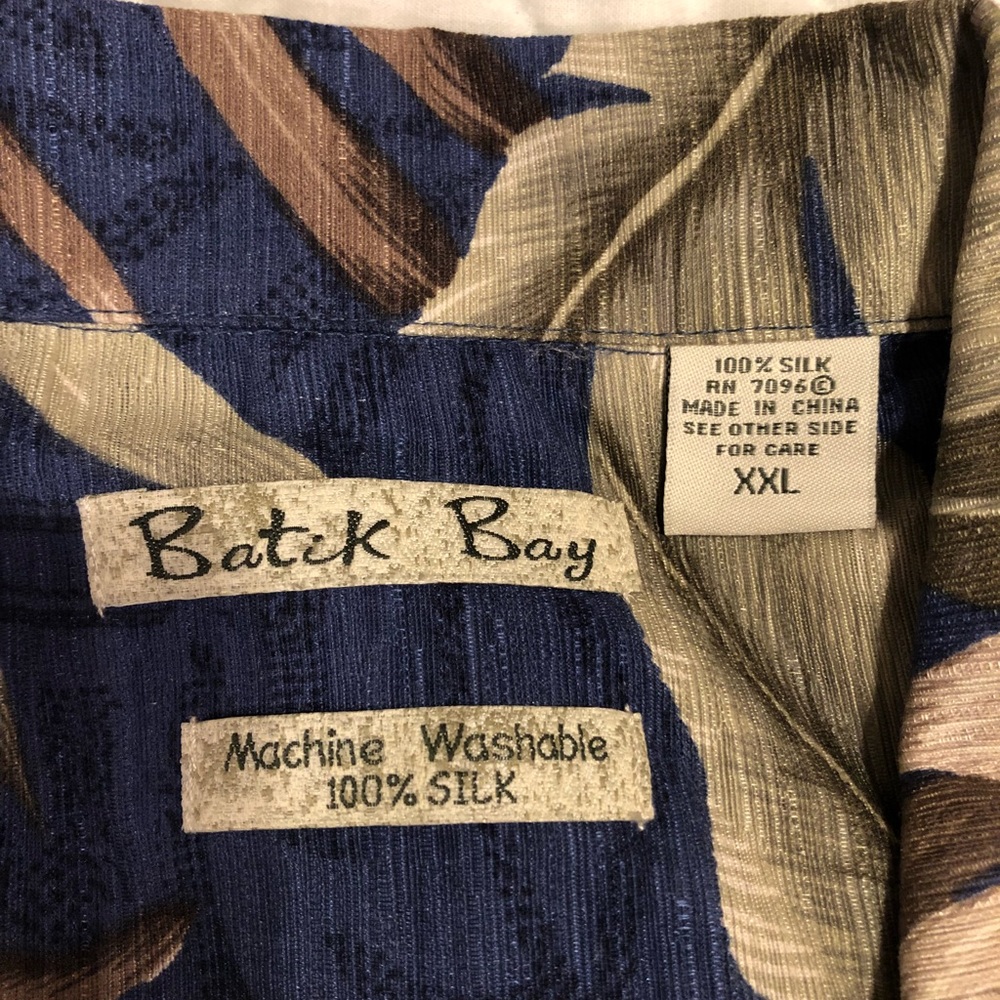 100% SILK
RN 7096©
MADE IN CHINA
SEE OTHER SIDE
FOR CARE
XXL
Batik Bay
Machine Washable
100% SILK